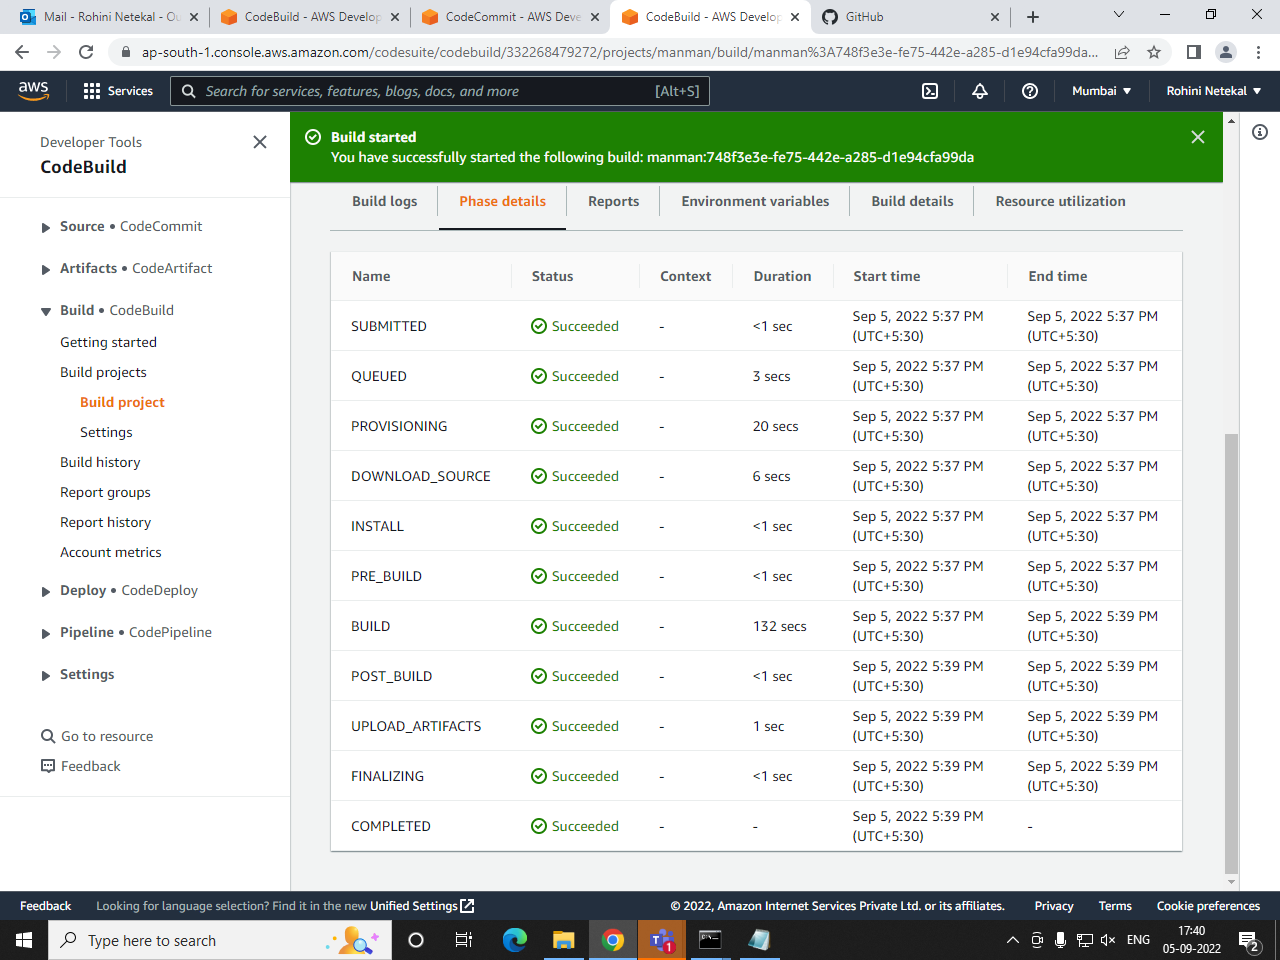 Mail - Rohini Netekal - Ou
CodeBuild - AWS Develop
CodeCommit - AWS Deve
CodeBuild - AWS Develop
GitHub
ap-south-1.console.aws.amazon.com/codesuite/codebuild/332268479272/projects/manman/build/manman%3A748f3e3e-fe75-442e-a285-d1e94cfa99da...
aws
Services
Search for services, features, blogs, docs, and more
[Alt+S]
Mumbai
Rohini Netekal
Developer Tools
CodeBuild
Source • CodeCommit
Artifacts • CodeArtifact
Build • CodeBuild
Getting started
Build projects
Build project
Settings
Build history
Report groups
Report history
Account metrics
Deploy • CodeDeploy
Pipeline • CodePipeline
Settings
Go to resource
Feedback
Build started
You have successfully started the following build: manman:748f3e3e-fe75-442e-a285-d1e94cfa99da
Build logs
Phase details
Reports
Environment variables
Build details
Resource utilization
Name Status Context Duration Start time End time
SUBMITTED Succeeded - <1 sec Sep 5, 2022 5:37 PM (UTC+5:30) Sep 5, 2022 5:37 PM (UTC+5:30)
QUEUED Succeeded - 3 secs Sep 5, 2022 5:37 PM (UTC+5:30) Sep 5, 2022 5:37 PM (UTC+5:30)
PROVISIONING Succeeded - 20 secs Sep 5, 2022 5:37 PM (UTC+5:30) Sep 5, 2022 5:37 PM (UTC+5:30)
DOWNLOAD_SOURCE Succeeded - 6 secs Sep 5, 2022 5:37 PM (UTC+5:30) Sep 5, 2022 5:37 PM (UTC+5:30)
INSTALL Succeeded - <1 sec Sep 5, 2022 5:37 PM (UTC+5:30) Sep 5, 2022 5:37 PM (UTC+5:30)
PRE_BUILD Succeeded - <1 sec Sep 5, 2022 5:37 PM (UTC+5:30) Sep 5, 2022 5:37 PM (UTC+5:30)
BUILD Succeeded - 132 secs Sep 5, 2022 5:37 PM (UTC+5:30) Sep 5, 2022 5:39 PM (UTC+5:30)
POST_BUILD Succeeded - <1 sec Sep 5, 2022 5:39 PM (UTC+5:30) Sep 5, 2022 5:39 PM (UTC+5:30)
UPLOAD_ARTIFACTS Succeeded - 1 sec Sep 5, 2022 5:39 PM (UTC+5:30) Sep 5, 2022 5:39 PM (UTC+5:30)
FINALIZING Succeeded - <1 sec Sep 5, 2022 5:39 PM (UTC+5:30) Sep 5, 2022 5:39 PM (UTC+5:30)
COMPLETED Succeeded - - Sep 5, 2022 5:39 PM (UTC+5:30) -
Feedback
Looking for language selection? Find it in the new Unified Settings
© 2022, Amazon Internet Services Private Ltd. or its affiliates.
Privacy
Terms
Cookie preferences
Type here to search
1
ENG
17:40
05-09-2022
2